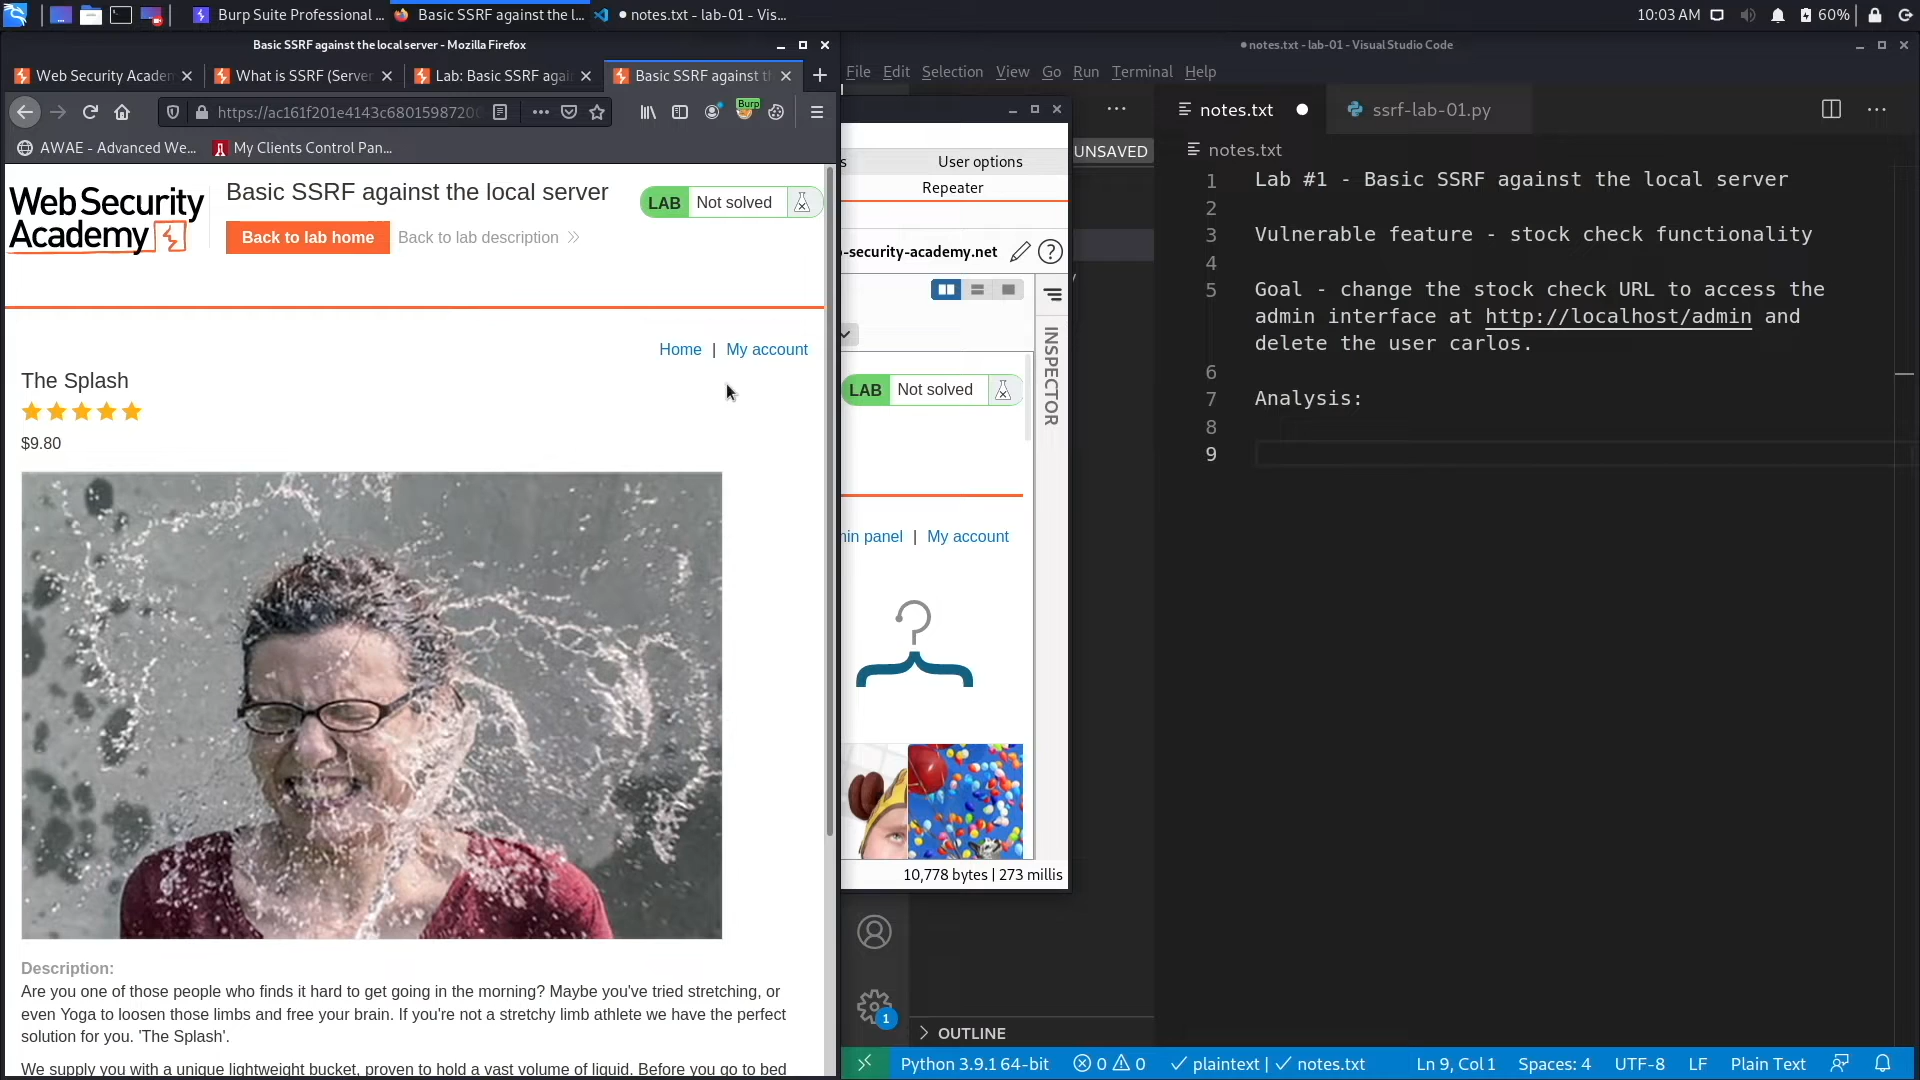 Burp Suite Professional ...
Basic SSRF against the l...
● notes.txt - lab-01 - Vis...
10:03 AM
60%
Basic SSRF against the local server - Mozilla Firefox
Web Security Academ
What is SSRF (Server
Lab: Basic SSRF agai
Basic SSRF against t
https://ac161f201e4143c6801598720
Burp
AWAE - Advanced We...
My Clients Control Pan...
Web Security Academy
Basic SSRF against the local server
Back to lab home
Back to lab description
LAB Not solved
Home | My account
The Splash
$9.80
Description:
Are you one of those people who finds it hard to get going in the morning? Maybe you've tried stretching, or
even Yoga to loosen those limbs and free your brain. If you're not a stretchy limb athlete we have the perfect
solution for you. 'The Splash'.
We supply you with a unique lightweight bucket, proven to hold a vast volume of liquid. Before you go to bed
s
User options
Repeater
-security-academy.net
INSPECTOR
LAB Not solved
min panel | My account
10,778 bytes | 273 millis
● notes.txt - lab-01 - Visual Studio Code
File Edit Selection View Go Run Terminal Help
UNSAVED
notes.txt ●
ssrf-lab-01.py
notes.txt
1 Lab #1 - Basic SSRF against the local server
2
3 Vulnerable feature - stock check functionality
4
5 Goal - change the stock check URL to access the
admin interface at http://localhost/admin and
delete the user carlos.
6
7 Analysis:
8
9
1
OUTLINE
Python 3.9.1 64-bit
0
0
plaintext |
notes.txt
Ln 9, Col 1
Spaces: 4
UTF-8
LF
Plain Text